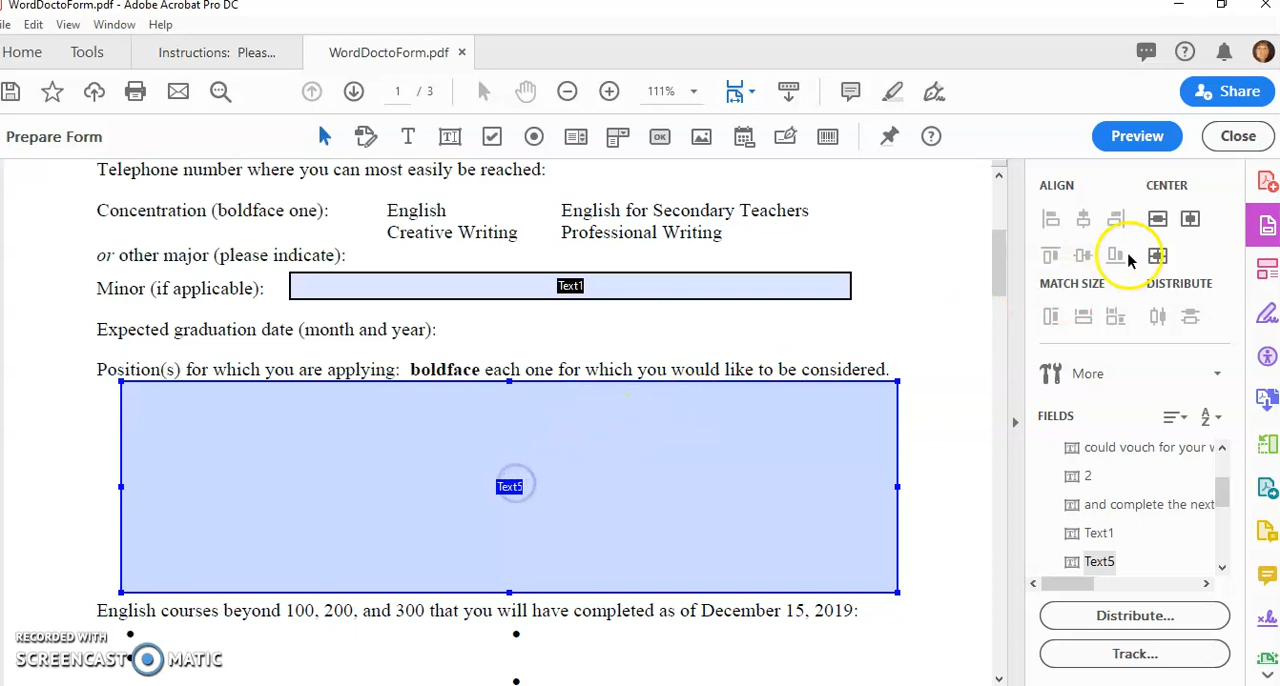 WordDoctoForm.pdf - Adobe Acrobat Pro DC
ile Edit View Window Help
Home Tools Instructions: Pleas... WordDoctoForm.pdf ×
1 / 3 111% Share
Prepare Form T OK Preview Close
Telephone number where you can most easily be reached:
Concentration (boldface one): English English for Secondary Teachers
Creative Writing Professional Writing
or other major (please indicate):
Minor (if applicable): Text1
Expected graduation date (month and year):
Position(s) for which you are applying: boldface each one for which you would like to be considered.
Text5
English courses beyond 100, 200, and 300 that you will have completed as of December 15, 2019:
• •
•
RECORDED WITH
SCREENCAST MATIC
ALIGN CENTER
MATCH SIZE DISTRIBUTE
More
FIELDS
could vouch for your w
2
and complete the next
Text1
Text5
Distribute...
Track...